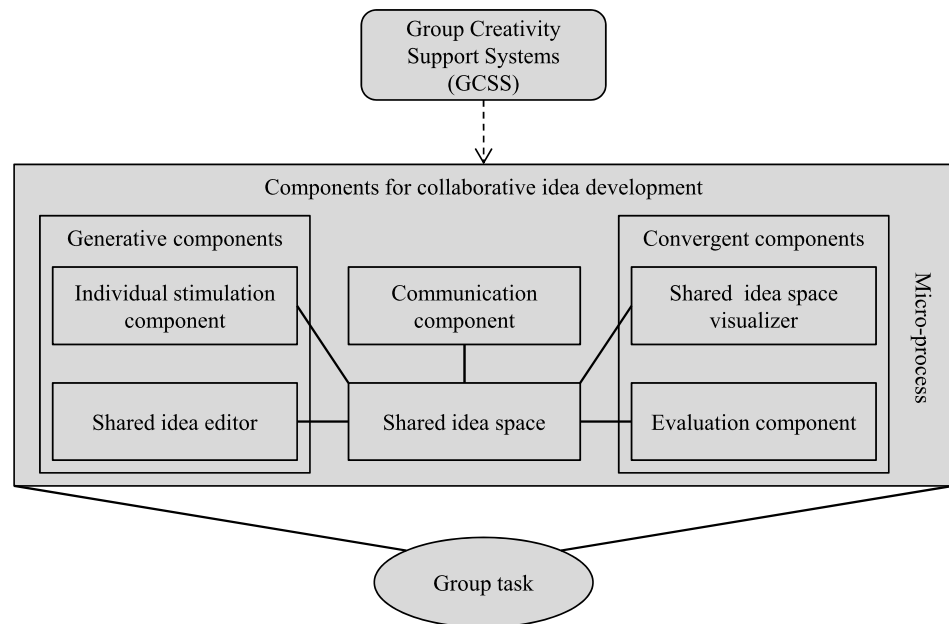 Group Creativity
Support Systems
(GCSS)
Components for collaborative idea development
Generative components
Individual stimulation
component
Shared idea editor
Communication
component
Shared idea space
Convergent components
Shared idea space
visualizer
Evaluation component
Micro-process
Group task